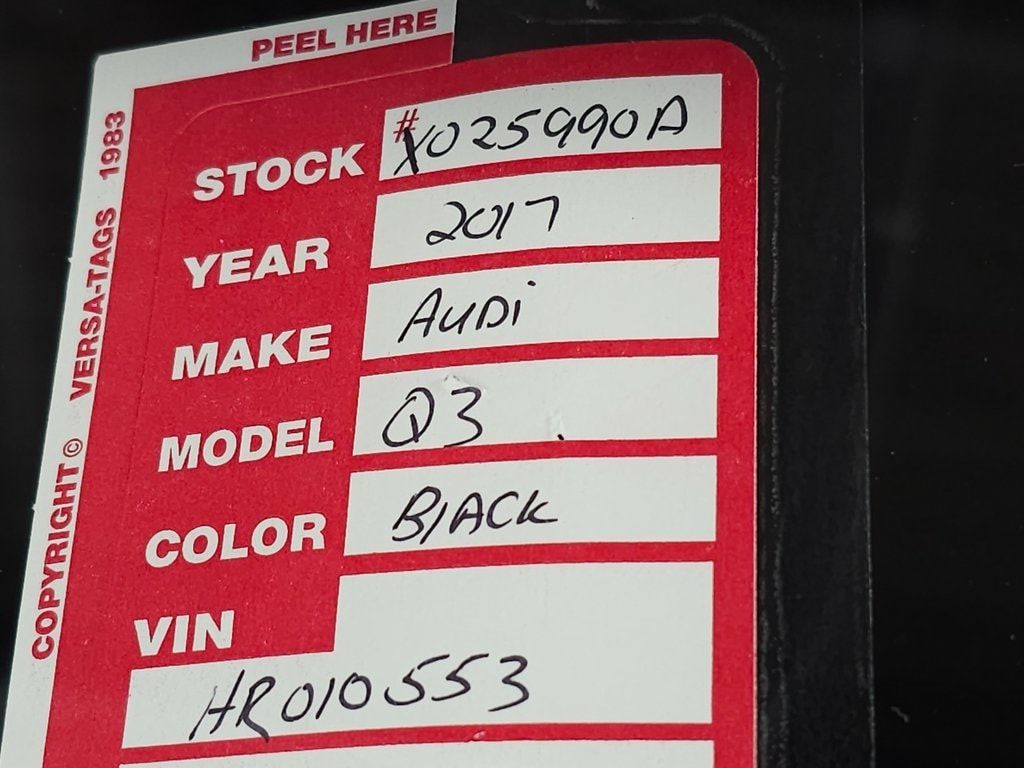 PEEL HERE
COPYRIGHT © VERSA-TAGS 1983
STOCK #X025990A
YEAR 2017
MAKE AUDi
MODEL Q3
COLOR BlACK
VIN
HR010553